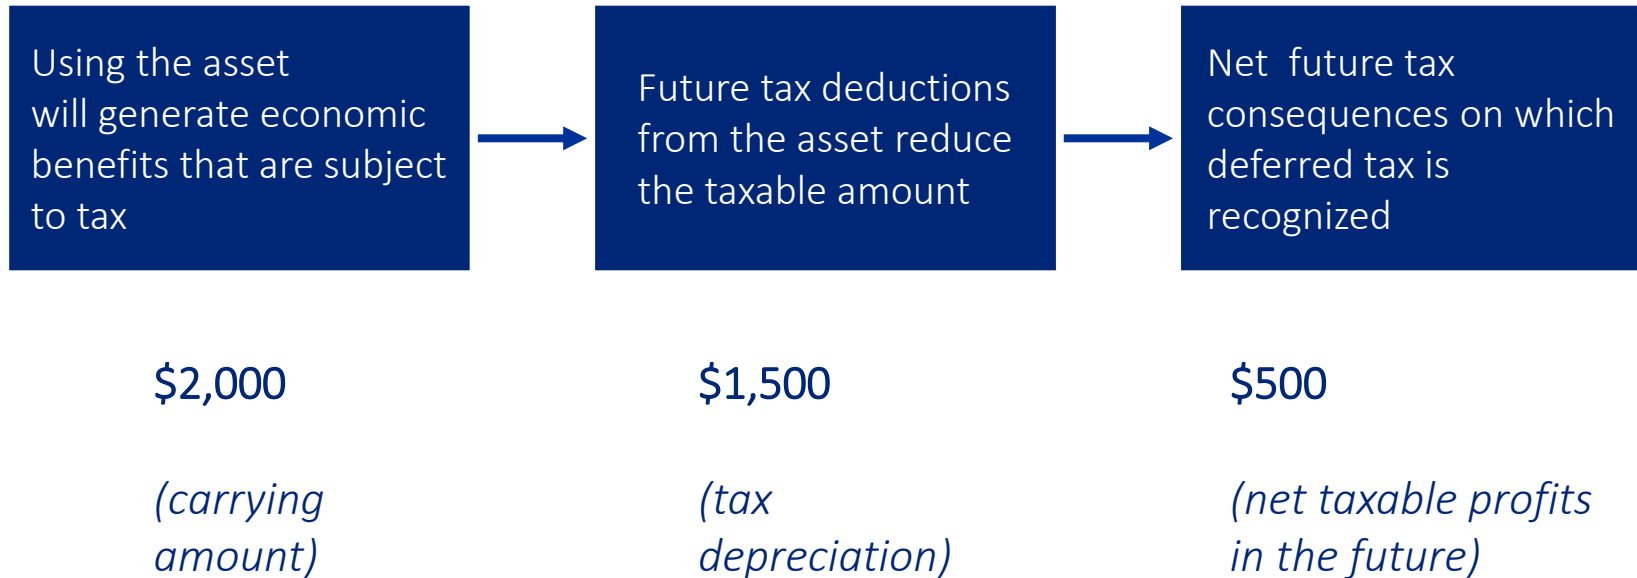 Using the asset
will generate economic
benefits that are subject
to tax
Future tax deductions
from the asset reduce
the taxable amount
Net future tax
consequences on which
deferred tax is
recognized
$2,000
(carrying
amount)
$1,500
(tax
depreciation)
$500
(net taxable profits
in the future)